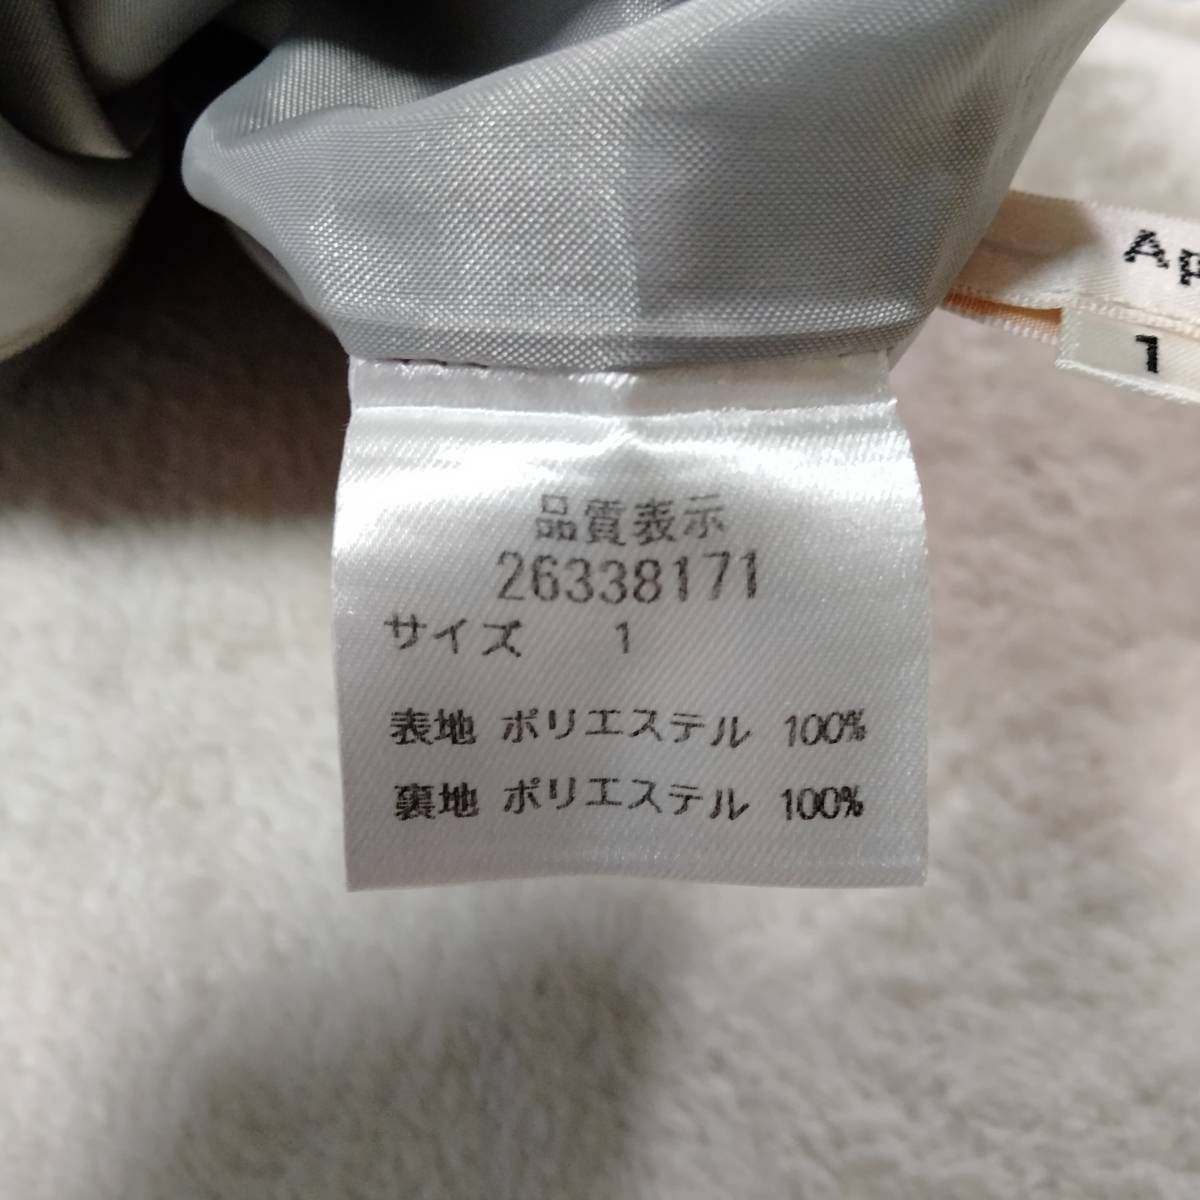 Ap
1
品質表示
26338171
サイズ 1
表地 ポリエステル 100%
裏地 ポリエステル 100%